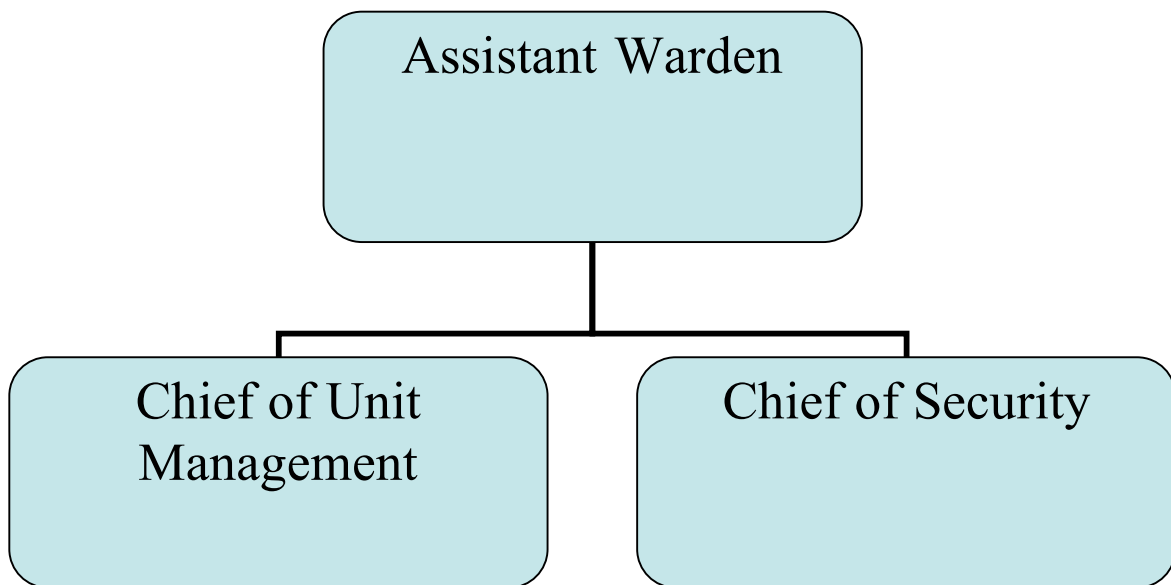 Assistant Warden
Chief of Unit
Management
Chief of Security